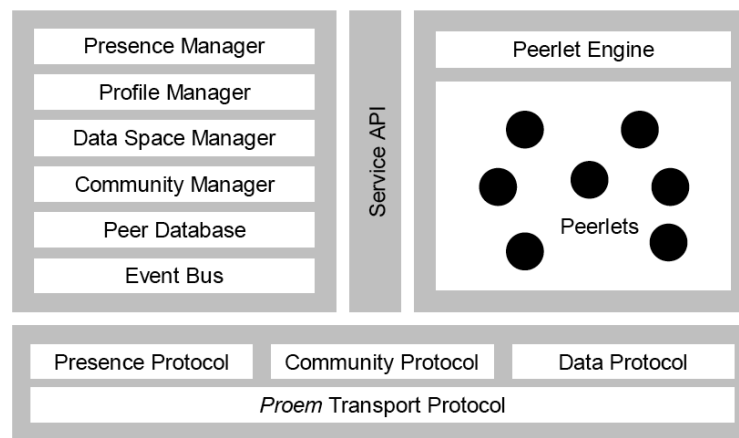 Presence Manager
Profile Manager
Data Space Manager
Community Manager
Peer Database
Event Bus
Service API
Peerlet Engine
Peerlets
Presence Protocol
Community Protocol
Data Protocol
Proem Transport Protocol